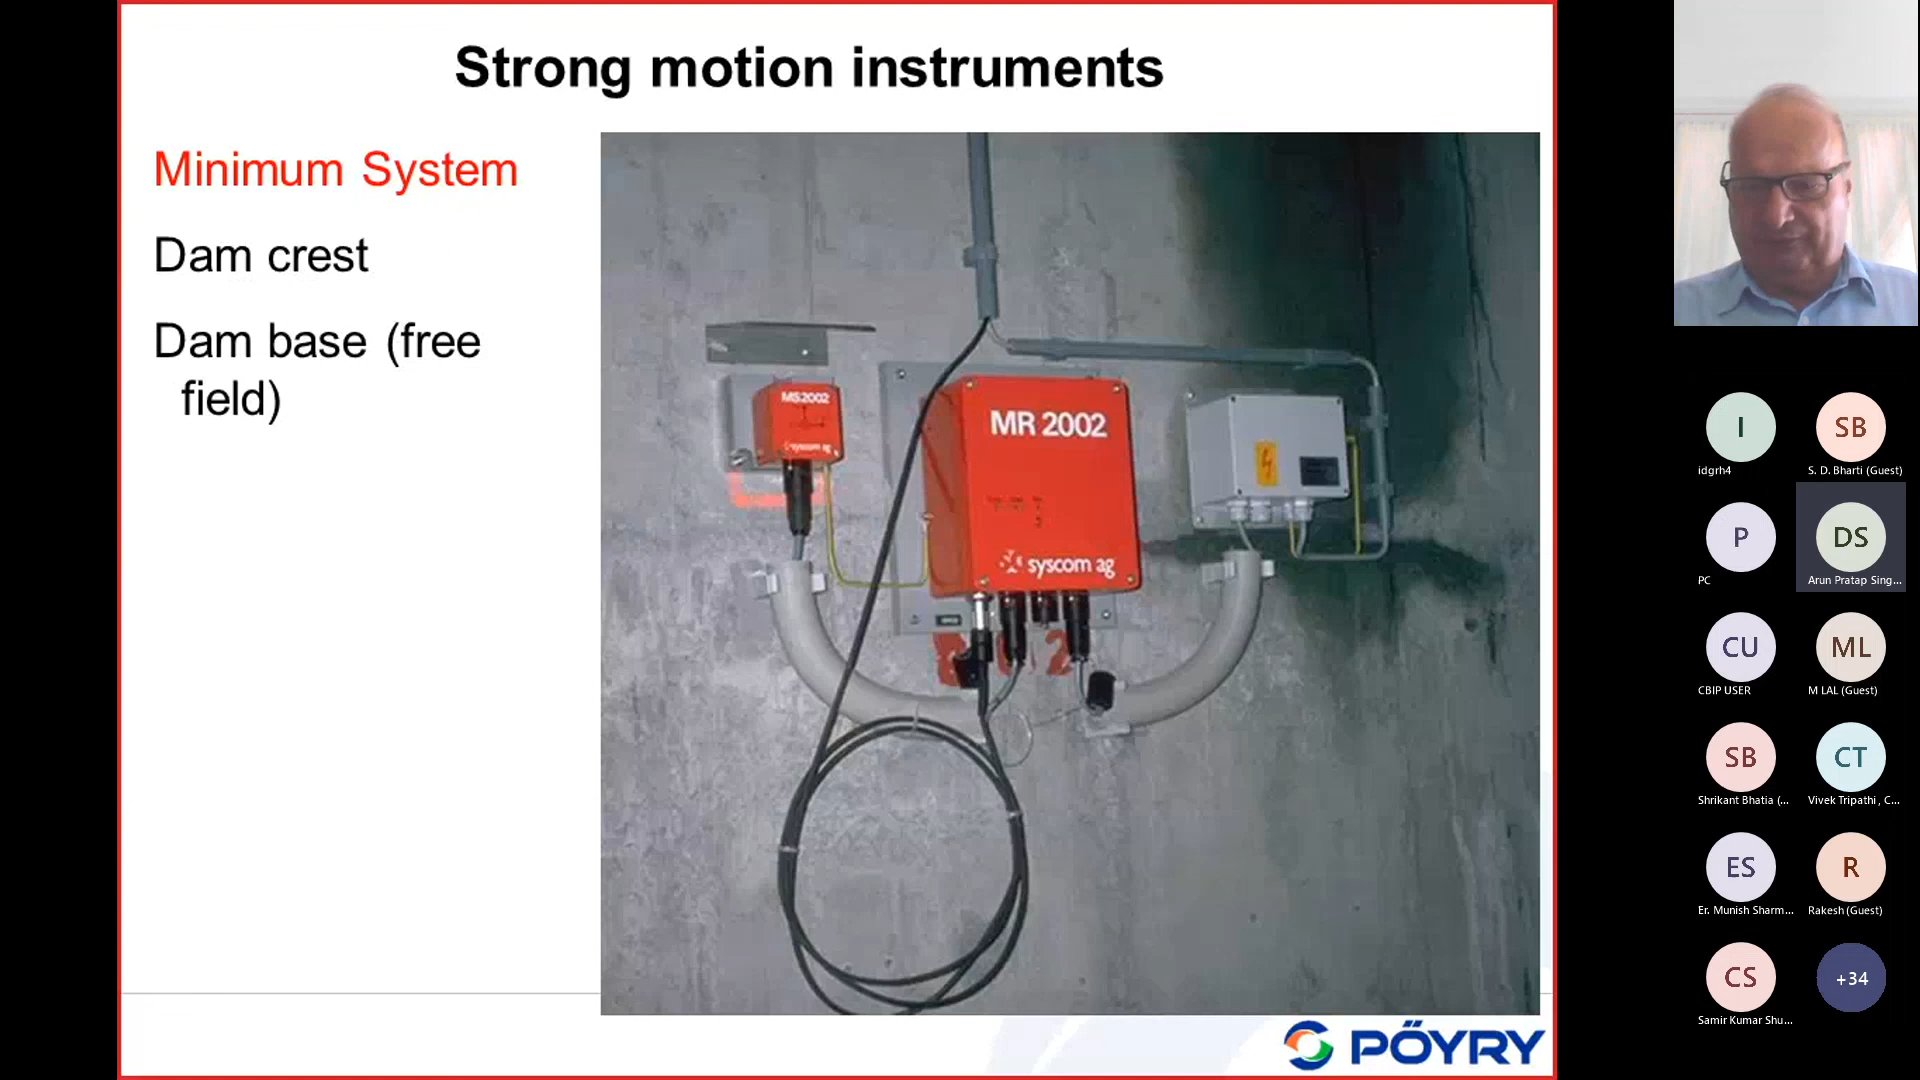 Strong motion instruments
Minimum System
Dam crest
Dam base (free
field)
MS2002
syscom ag
MR 2002
syscom ag
PÖYRY
I
idgrh4
SB
S. D. Bharti (Guest)
P
PC
DS
Arun Pratap Sing...
CU
CBIP USER
ML
M LAL (Guest)
SB
Shrikant Bhatia (...
CT
Vivek Tripathi , C...
ES
Er. Munish Sharm...
R
Rakesh (Guest)
CS
Samir Kumar Shu...
+34